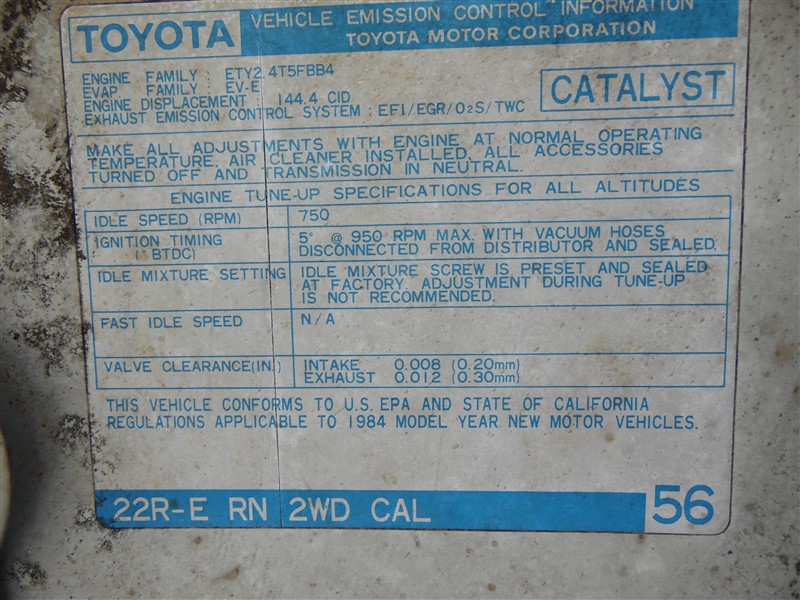 TOYOTA
VEHICLE EMISSION CONTROL INFORMATION
TOYOTA MOTOR CORPORATION
ENGINE FAMILY : ETY2.4T5FBB4
EVAP. FAMILY : EV-E
ENGINE DISPLACEMENT : 144.4 CID
EXHAUST EMISSION CONTROL SYSTEM : EFI/EGR/O2S/TWC
CATALYST
MAKE ALL ADJUSTMENTS WITH ENGINE AT NORMAL OPERATING
TEMPERATURE, AIR CLEANER INSTALLED, ALL ACCESSORIES
TURNED OFF AND TRANSMISSION IN NEUTRAL.
ENGINE TUNE-UP SPECIFICATIONS FOR ALL ALTITUDES
IDLE SPEED (RPM) 750
IGNITION TIMING (° BTDC)
5° @ 950 RPM MAX. WITH VACUUM HOSES
DISCONNECTED FROM DISTRIBUTOR AND SEALED.
IDLE MIXTURE SETTING
IDLE MIXTURE SCREW IS PRESET AND SEALED
AT FACTORY. ADJUSTMENT DURING TUNE-UP
IS NOT RECOMMENDED.
FAST IDLE SPEED N/A
VALVE CLEARANCE(IN.)
INTAKE 0.008 (0.20mm)
EXHAUST 0.012 (0.30mm)
THIS VEHICLE CONFORMS TO U.S. EPA AND STATE OF CALIFORNIA
REGULATIONS APPLICABLE TO 1984 MODEL YEAR NEW MOTOR VEHICLES.
22R-E RN 2WD CAL
56